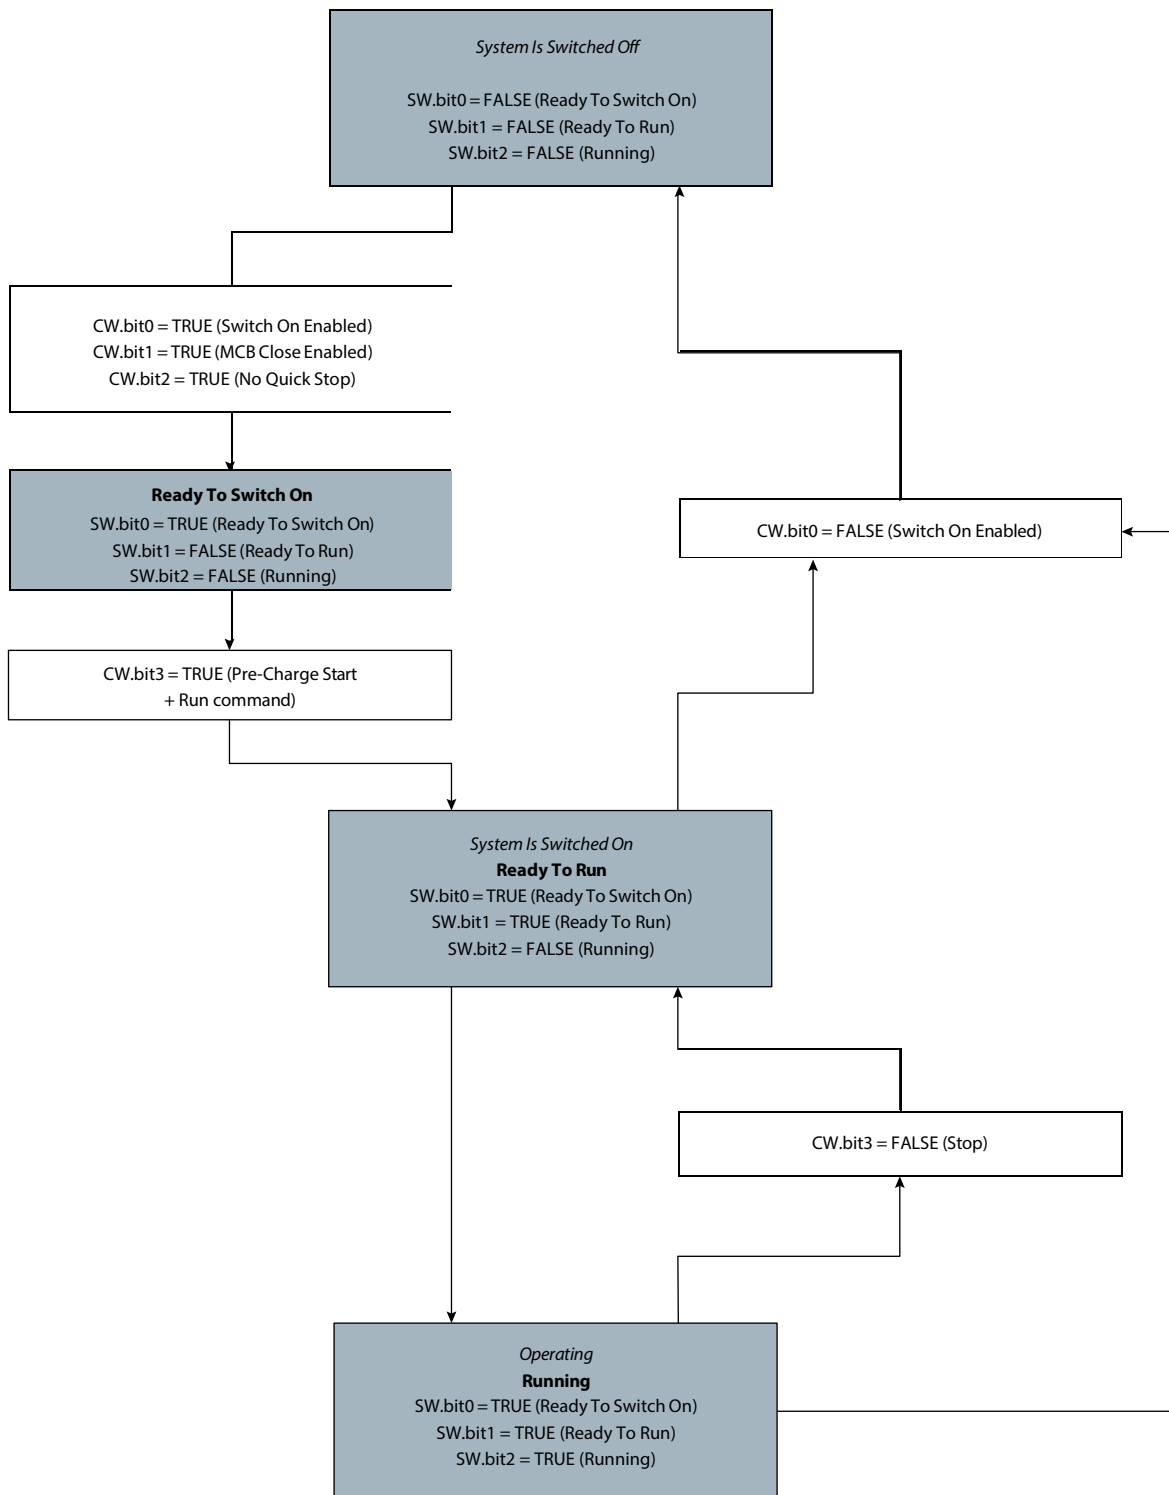 System Is Switched Off
SW.bit0 = FALSE (Ready To Switch On)
SW.bit1 = FALSE (Ready To Run)
SW.bit2 = FALSE (Running)
CW.bit0 = TRUE (Switch On Enabled)
CW.bit1 = TRUE (MCB Close Enabled)
CW.bit2 = TRUE (No Quick Stop)
Ready To Switch On
SW.bit0 = TRUE (Ready To Switch On)
SW.bit1 = FALSE (Ready To Run)
SW.bit2 = FALSE (Running)
CW.bit0 = FALSE (Switch On Enabled)
CW.bit3 = TRUE (Pre-Charge Start
+ Run command)
System Is Switched On
Ready To Run
SW.bit0 = TRUE (Ready To Switch On)
SW.bit1 = TRUE (Ready To Run)
SW.bit2 = FALSE (Running)
CW.bit3 = FALSE (Stop)
Operating
Running
SW.bit0 = TRUE (Ready To Switch On)
SW.bit1 = TRUE (Ready To Run)
SW.bit2 = TRUE (Running)